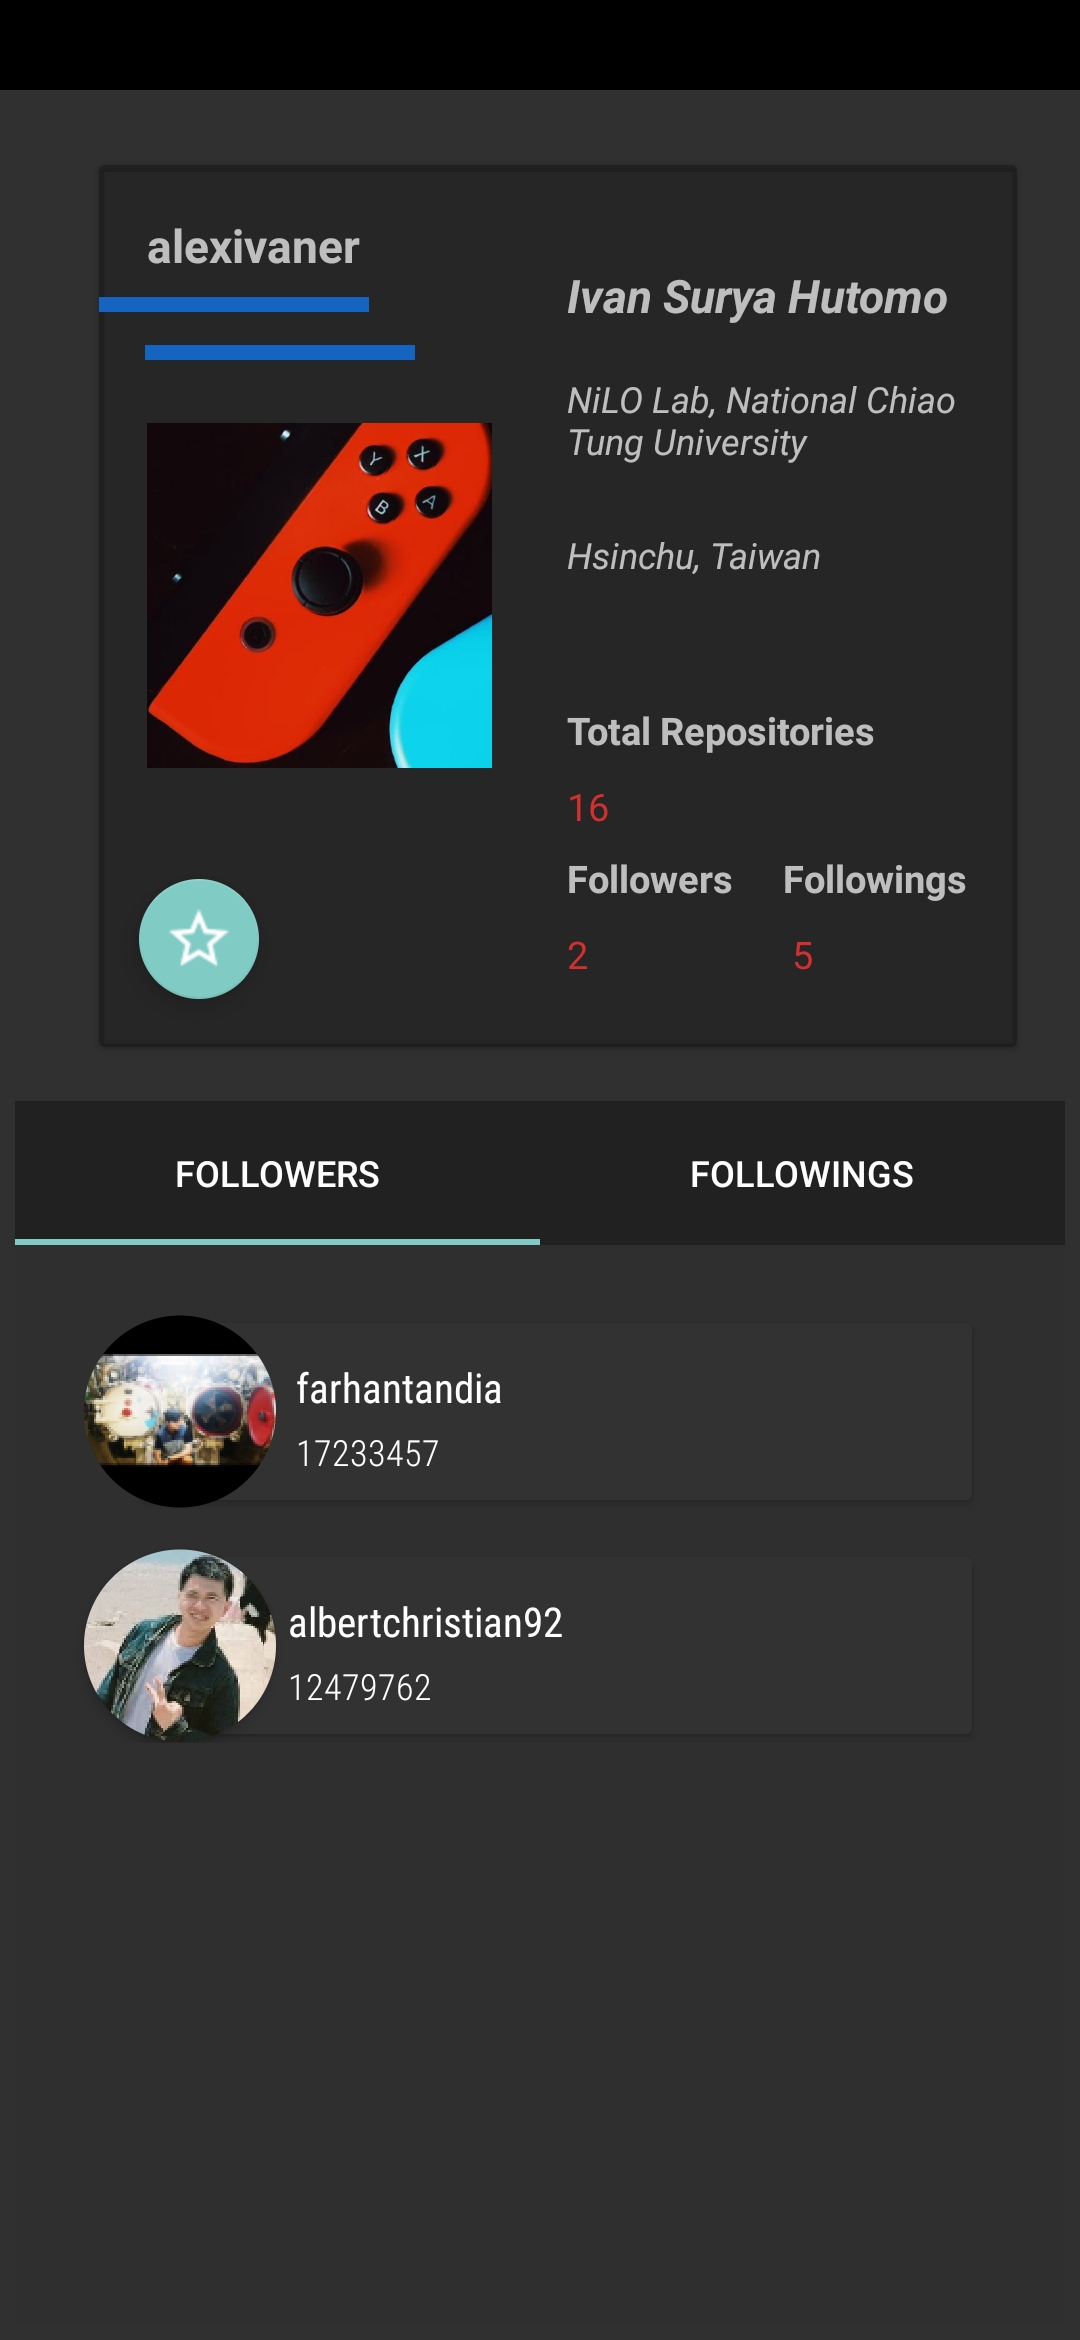 alexivaner
Ivan Surya Hutomo
NiLO Lab, National Chiao
Tung University
Hsinchu, Taiwan
Y X
B A
Total Repositories
16
Followers Followings
2 5
FOLLOWERS FOLLOWINGS
farhantandia
17233457
albertchristian92
12479762